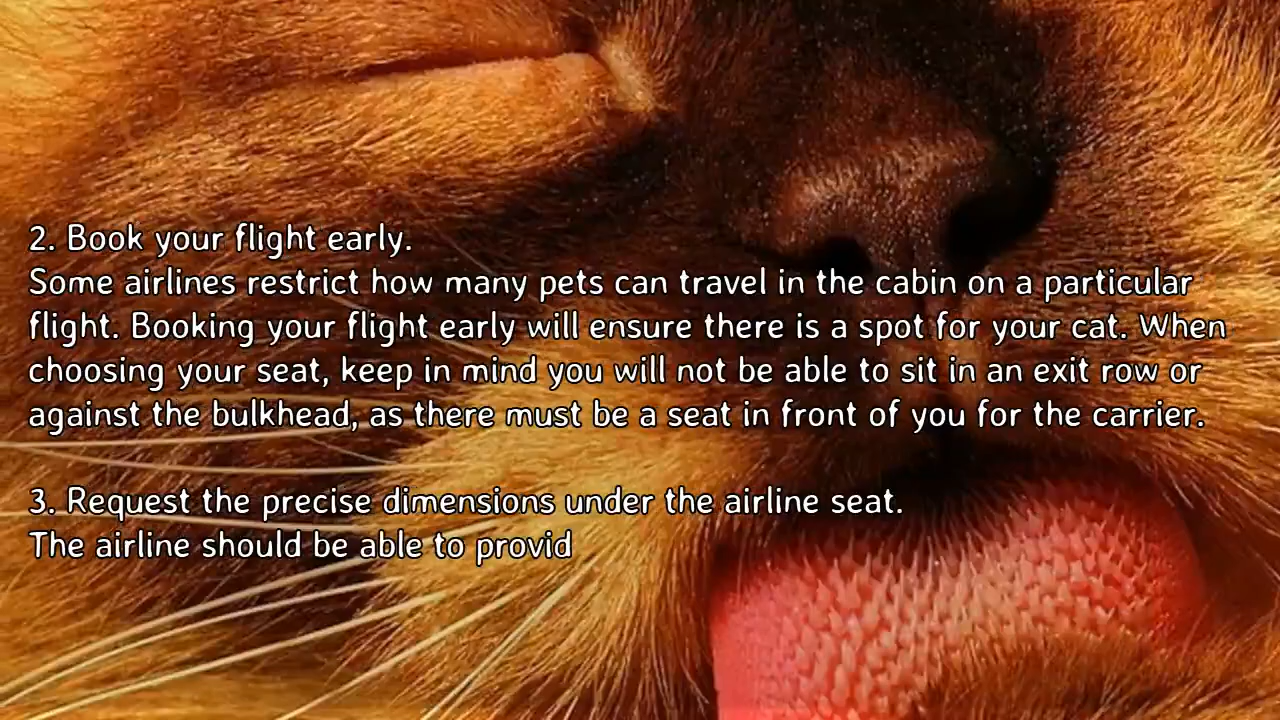 2. Book your flight early.
Some airlines restrict how many pets can travel in the cabin on a particular
flight. Booking your flight early will ensure there is a spot for your cat. When
choosing your seat, keep in mind you will not be able to sit in an exit row or
against the bulkhead, as there must be a seat in front of you for the carrier.
3. Request the precise dimensions under the airline seat.
The airline should be able to provid